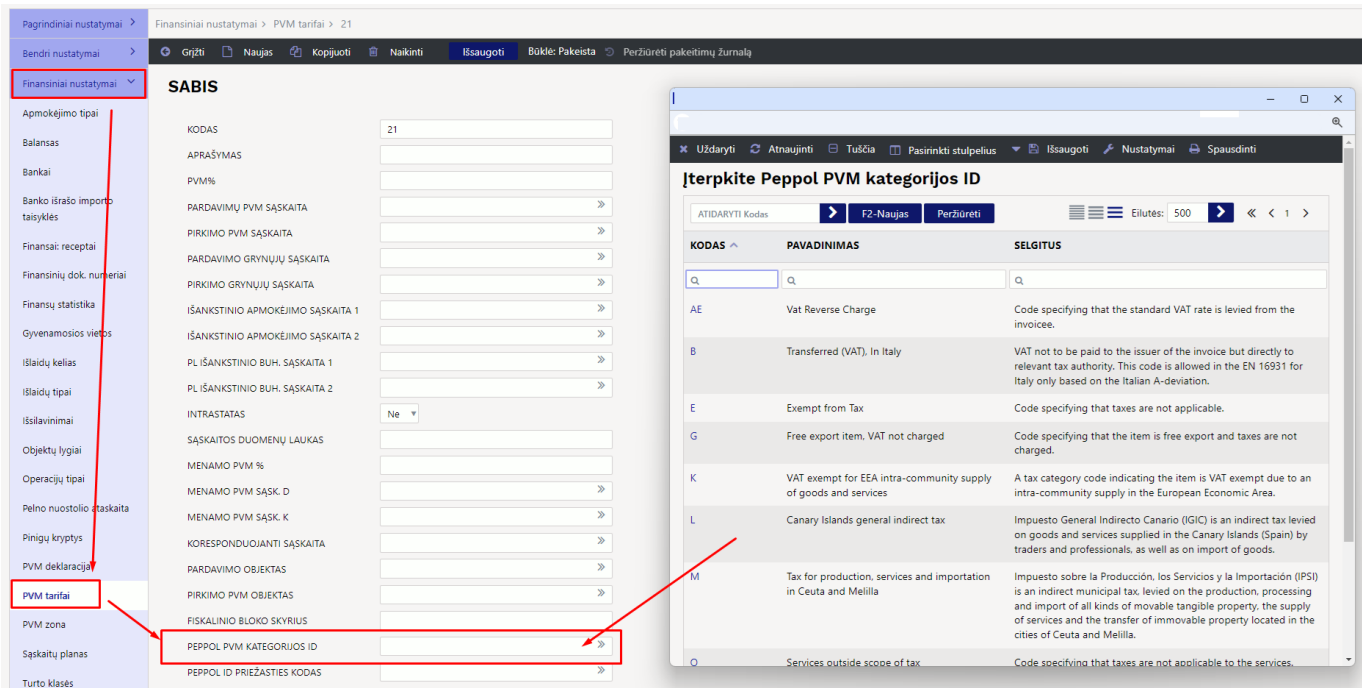 Pagrindiniai nustatymai
Bendri nustatymai
Finansiniai nustatymai
Apmokėjimo tipai
Balansas
Bankai
Banko išrašo importo
taisyklės
Finansai: receptai
Finansinių dok. numeriai
Finansų statistika
Gyvenamosios vietos
Išlaidų kelias
Išlaidų tipai
Išsilavinimai
Objektų lygiai
Operacijų tipai
Pelno nuostolio ataskaita
Pinigų kryptys
PVM deklaracija
PVM tarifai
PVM zona
Sąskaitų planas
Turto klasės
Finansiniai nustatymai > PVM tarifai > 21
Grįžti Naujas Kopijuoti Naikinti Išsaugoti Būklė: Pakeista Peržiūrėti pakeitimų žurnalą
SABIS
KODAS 21
APRAŠYMAS
PVM%
PARDAVIMŲ PVM SĄSKAITA
PIRKIMO PVM SĄSKAITA
PARDAVIMO GRYNŲJŲ SĄSKAITA
PIRKIMO GRYNŲJŲ SĄSKAITA
IŠANKSTINIO APMOKĖJIMO SĄSKAITA 1
IŠANKSTINIO APMOKĖJIMO SĄSKAITA 2
PL IŠANKSTINIO BUH. SĄSKAITA 1
PL IŠANKSTINIO BUH. SĄSKAITA 2
INTRASTATAS Ne
SĄSKAITOS DUOMENŲ LAUKAS
MENAMO PVM %
MENAMO PVM SĄSK. D
MENAMO PVM SĄSK. K
KORESPONDUOJANTI SĄSKAITA
PARDAVIMO OBJEKTAS
PIRKIMO PVM OBJEKTAS
FISKALINIO BLOKO SKYRIUS
PEPPOL PVM KATEGORIJOS ID
PEPPOL ID PRIEŽASTIES KODAS
Uždaryti Atnaujinti Tuščia Pasirinkti stulpelius Išsaugoti Nustatymai Spausdinti
Įterpkite Peppol PVM kategorijos ID
ATIDARYTI Kodas F2-Naujas Peržiūrėti Eilutės: 500 1
KODAS PAVADINIMAS SELGITUS
AE Vat Reverse Charge Code specifying that the standard VAT rate is levied from the
invoicee.
B Transferred (VAT), In Italy VAT not to be paid to the issuer of the invoice but directly to
relevant tax authority. This code is allowed in the EN 16931 for
Italy only based on the Italian A-deviation.
E Exempt from Tax Code specifying that taxes are not applicable.
G Free export item, VAT not charged Code specifying that the item is free export and taxes are not
charged.
K VAT exempt for EEA intra-community supply A tax category code indicating the item is VAT exempt due to an
of goods and services intra-community supply in the European Economic Area.
L Canary Islands general indirect tax Impuesto General Indirecto Canario (IGIC) is an indirect tax levied
on goods and services supplied in the Canary Islands (Spain) by
traders and professionals, as well as on import of goods.
M Tax for production, services and importation Impuesto sobre la Producción, los Servicios y la Importación (IPSI)
in Ceuta and Melilla is an indirect municipal tax, levied on the production, processing
and import of all kinds of movable tangible property, the supply
of services and the transfer of immovable property located in the
cities of Ceuta and Melilla.
O Services outside scope of tax Code specifying that taxes are not applicable to the services.